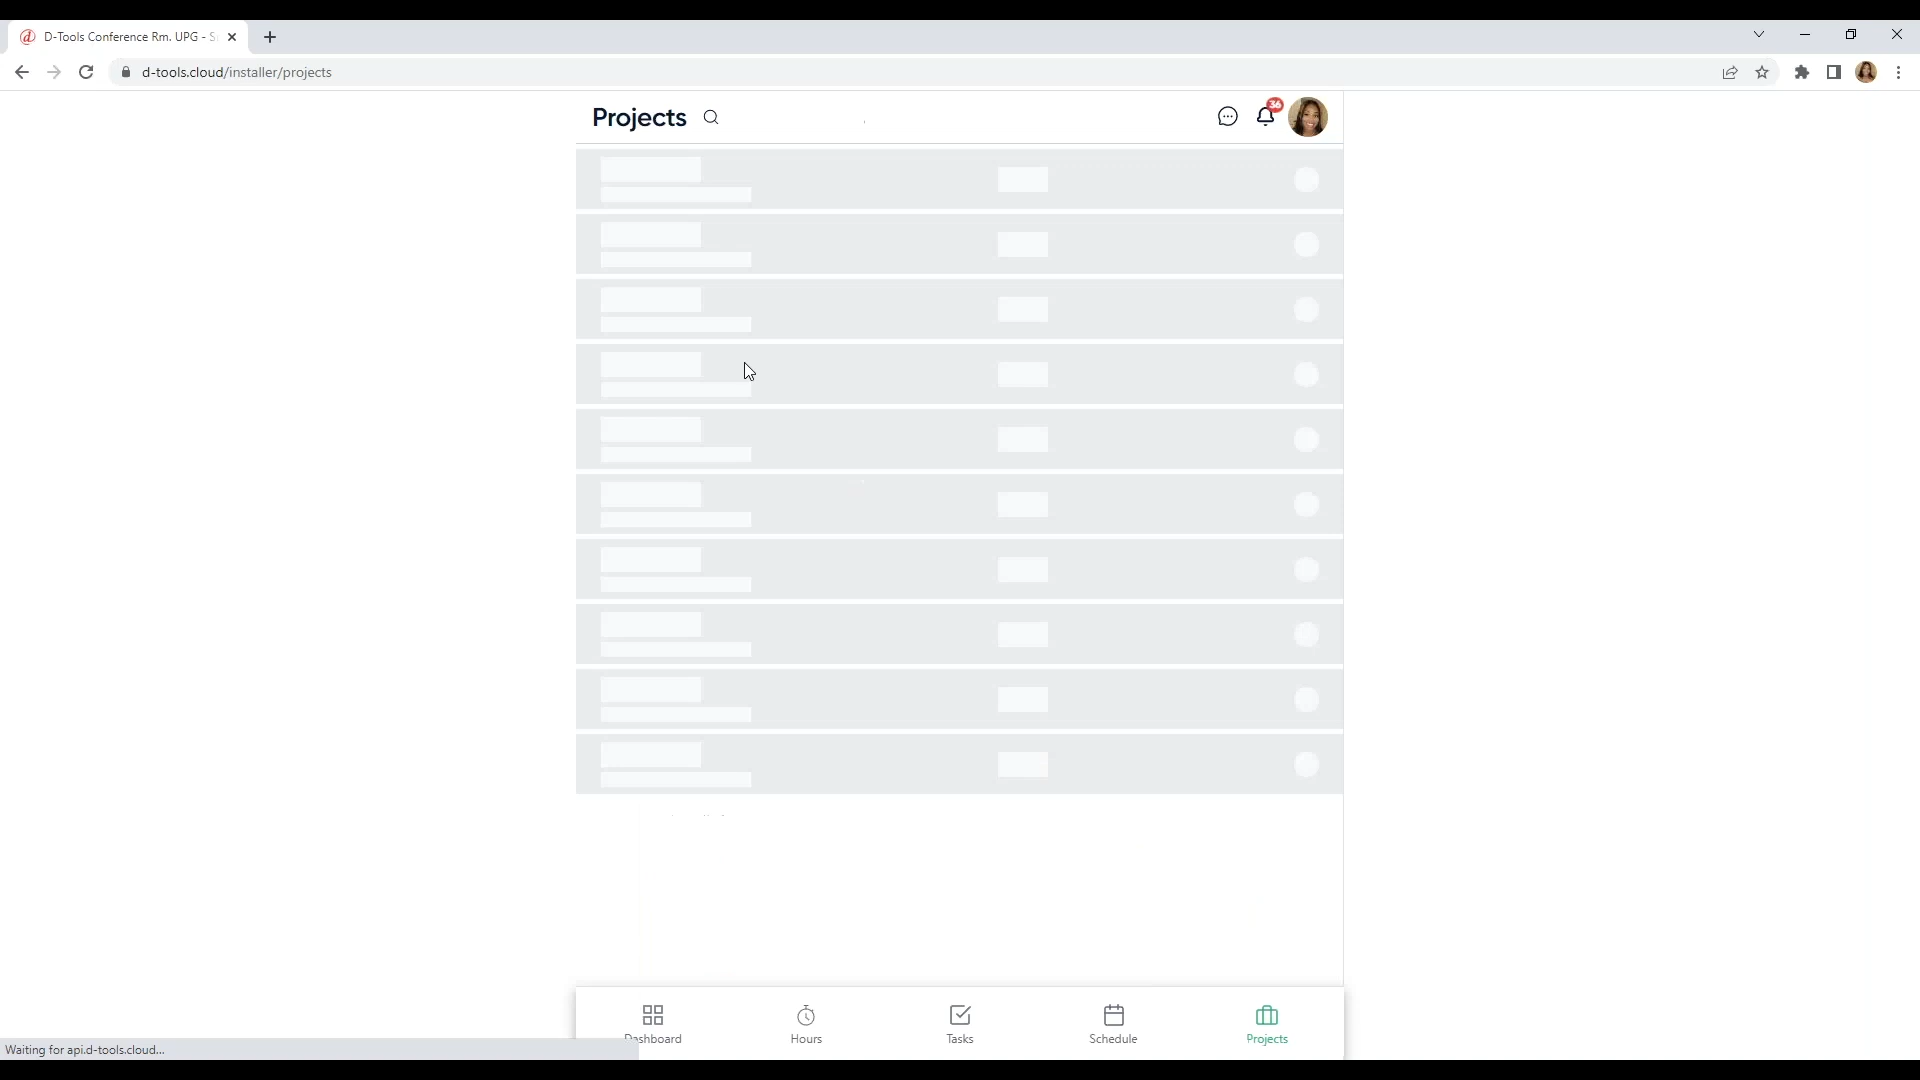 D-Tools Conference Rm. UPG - S
d-tools.cloud/installer/projects
Projects
36
Dashboard
Hours
Tasks
Schedule
Projects
Waiting for api.d-tools.cloud...